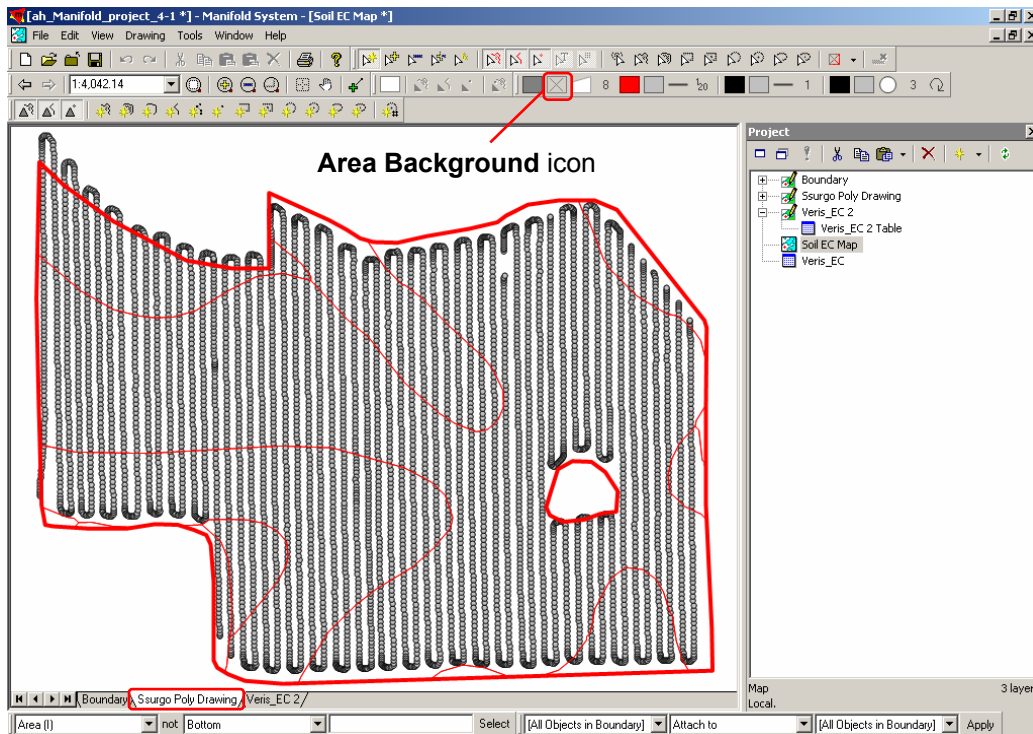 [ah_Manifold_project_4-1 *] - Manifold System - [Soil EC Map *]
File Edit View Drawing Tools Window Help
1:4,042.14
8 1/20 1 3
Area Background icon
Project
Boundary
Ssurgo Poly Drawing
Veris_EC 2
Veris_EC 2 Table
Soil EC Map
Veris_EC
Boundary Ssurgo Poly Drawing Veris_EC 2
Map 3 layer
Local.
Area (I) not Bottom Select [All Objects in Boundary] Attach to [All Objects in Boundary] Apply